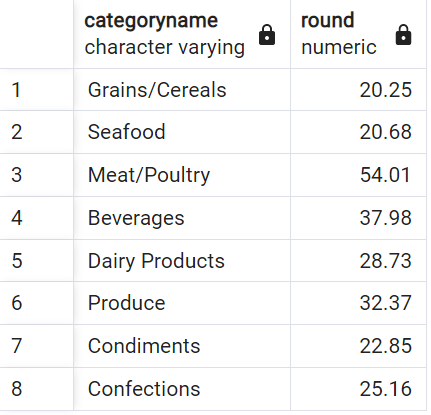 categoryname round
character varying numeric
1 Grains/Cereals 20.25
2 Seafood 20.68
3 Meat/Poultry 54.01
4 Beverages 37.98
5 Dairy Products 28.73
6 Produce 32.37
7 Condiments 22.85
8 Confections 25.16